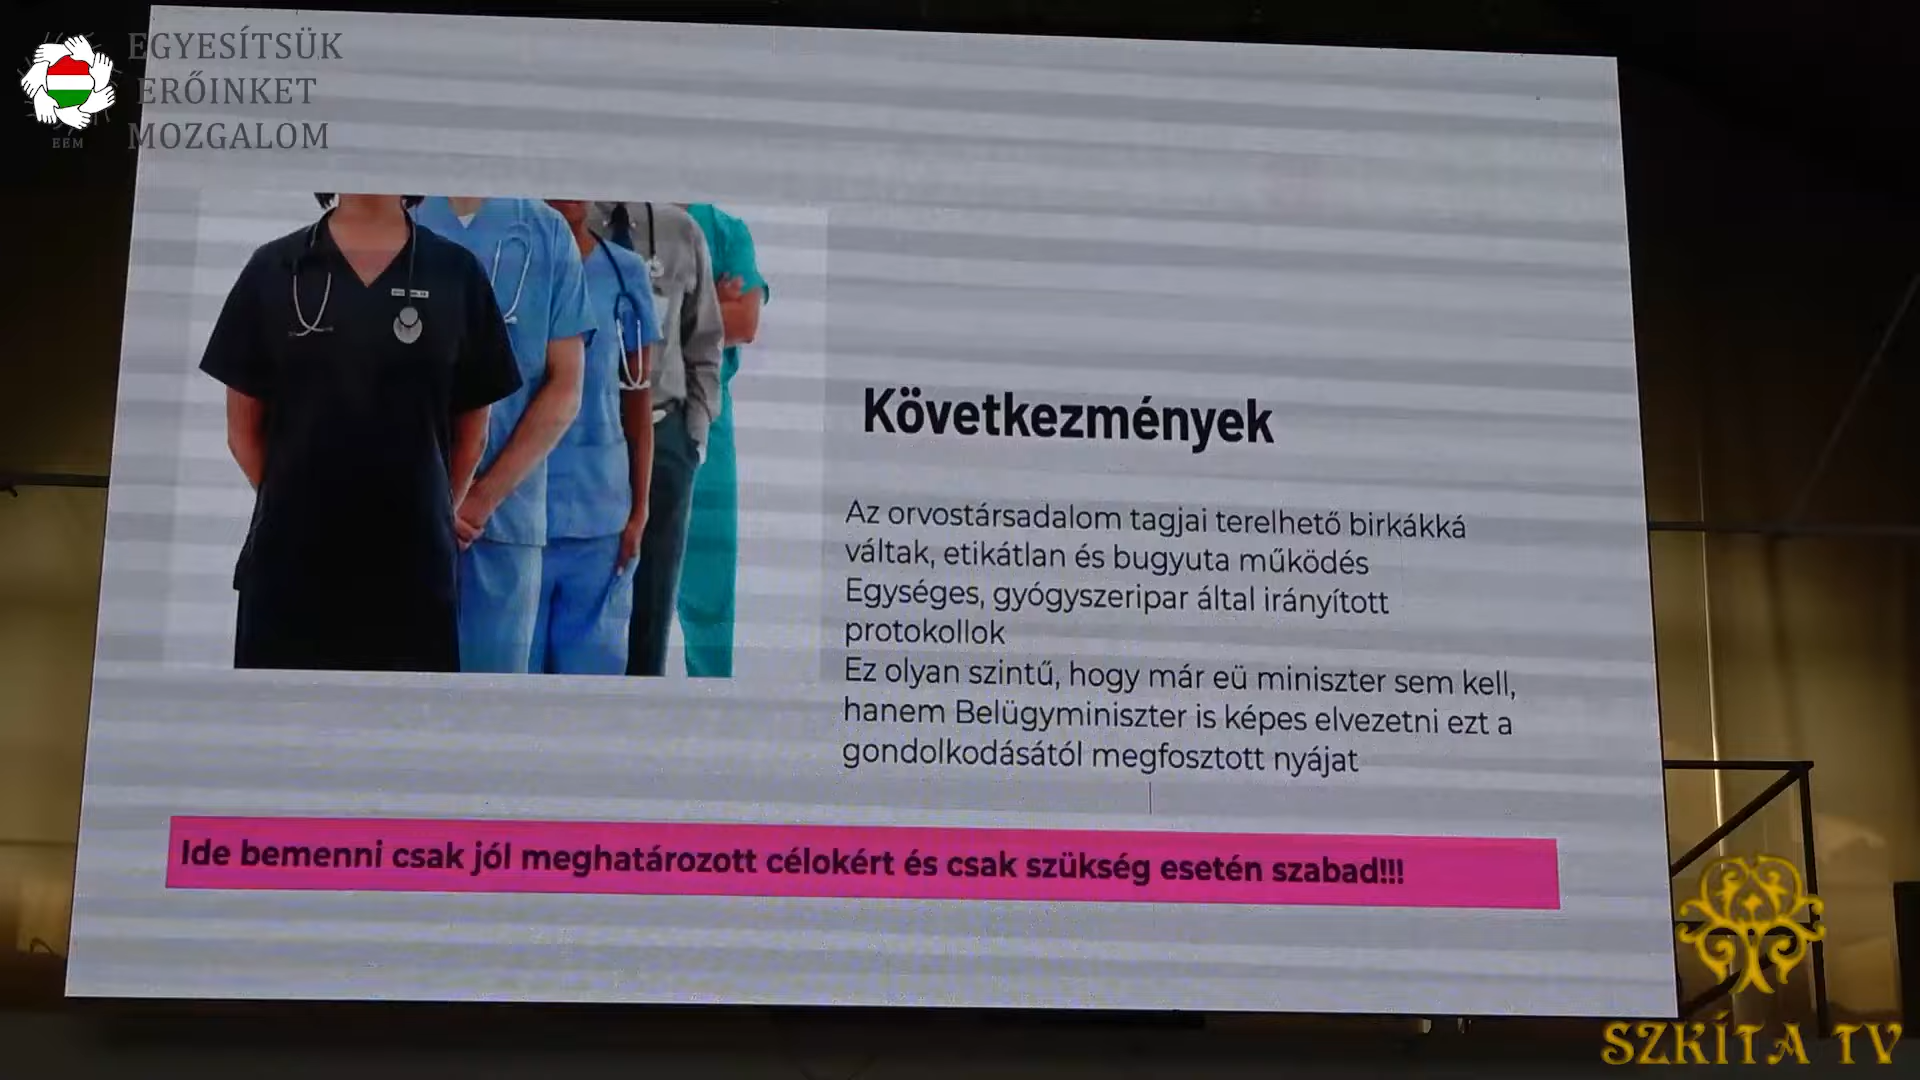 EGYESÍTSÜK
ERŐINKET
MOZGALOM
EEM
Következmények
Az orvostársadalom tagjai terelhető birkákká
váltak, etikátlan és bugyuta működés
Egységes, gyógyszeripar által irányított
protokollok
Ez olyan szintű, hogy már eü miniszter sem kell,
hanem Belügyminiszter is képes elvezetni ezt a
gondolkodásától megfosztott nyájat
Ide bemenni csak jól meghatározott célokért és csak szükség esetén szabad!!!
SZKÍTA TV